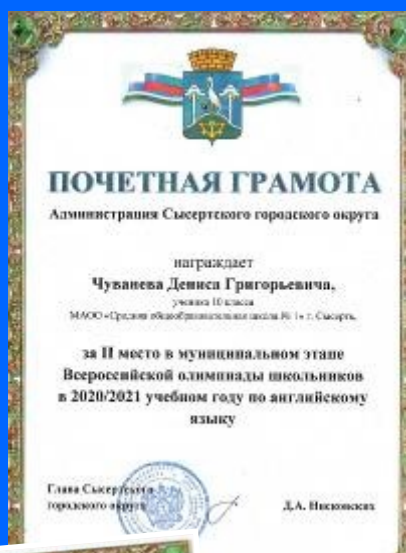 ПОЧЕТНАЯ ГРАМОТА
Администрация Сысертского городского округа
награждает
Чуванева Дениса Григорьевича,
ученика 10 класса
МАОО «Средняя общеобразовательная школа № 1» г. Сысерть,
за II место в муниципальном этапе
Всероссийской олимпиады школьников
в 2020/2021 учебном году по английскому
языку
Глава Сысертского
городского округа
Д.А. Нисковских